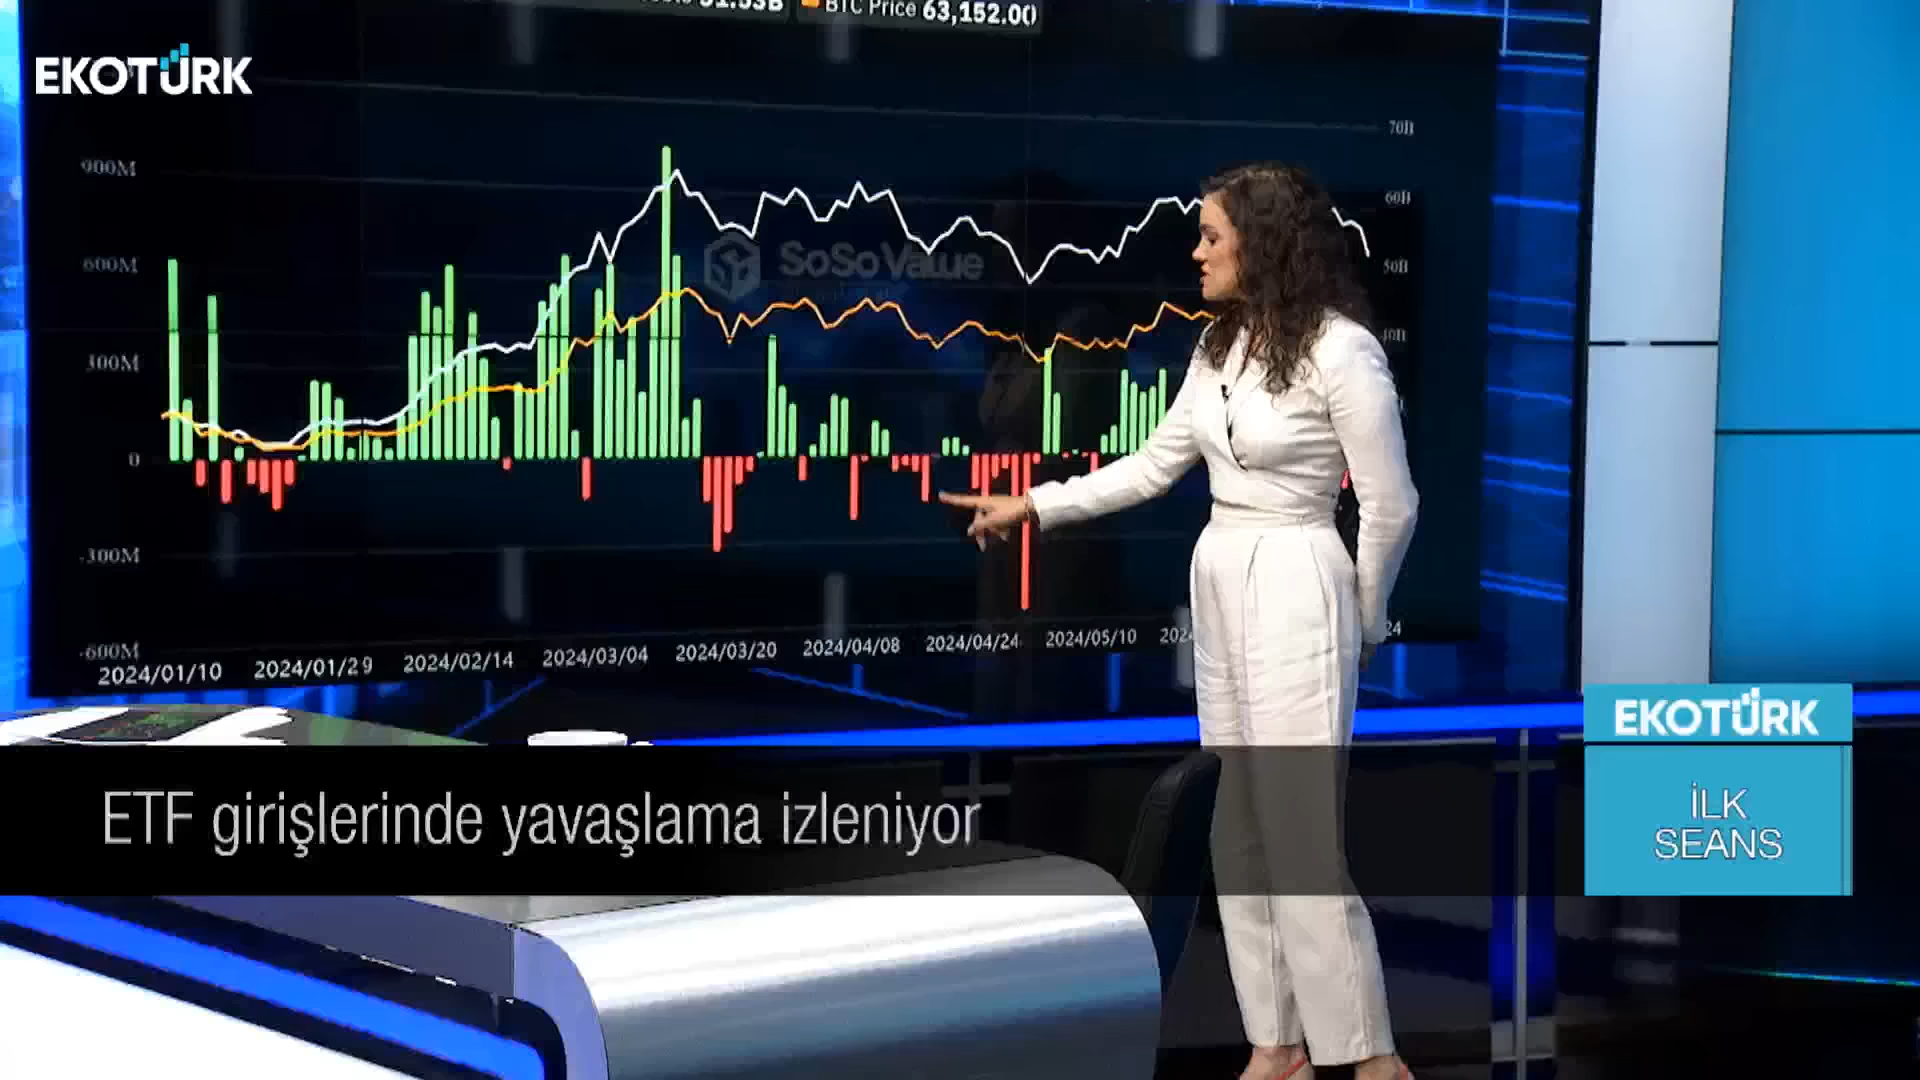 BTC Price 63,152.00
EKOTÜRK
70B
900M
60B
SoSoValue
600M
50B
300M
0
-300M
-600M
2024/01/10 2024/01/29 2024/02/14 2024/03/04 2024/03/20 2024/04/08 2024/04/24 2024/05/10
EKOTÜRK
ETF girişlerinde yavaşlama izleniyor
İLK
SEANS